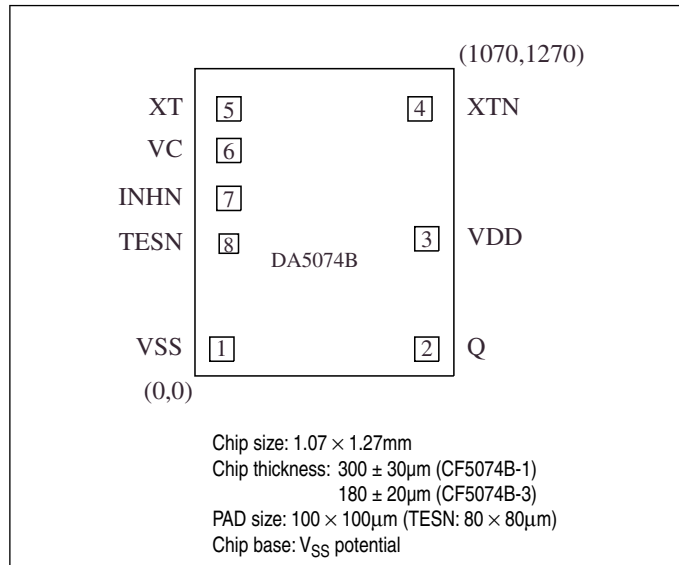 (1070,1270)
XT 5 4 XTN
VC 6
INHN 7
TESN 8 3 VDD
DA5074B
VSS 1 2 Q
(0,0)
Chip size: 1.07 × 1.27mm
Chip thickness: 300 ± 30µm (CF5074B-1)
180 ± 20µm (CF5074B-3)
PAD size: 100 × 100µm (TESN: 80 × 80µm)
Chip base: VSS potential